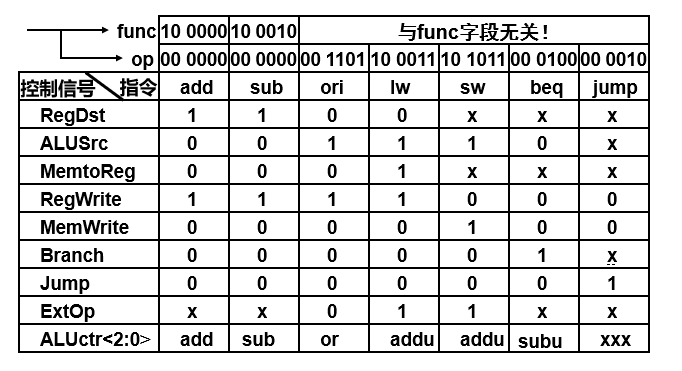 func 10 0000 10 0010 与func字段无关！
op 00 0000 00 0000 00 1101 10 0011 10 1011 00 0100 00 0010
控制信号 指令 add sub ori lw sw beq jump
RegDst 1 1 0 0 x x x
ALUSrc 0 0 1 1 1 0 x
MemtoReg 0 0 0 1 x x x
RegWrite 1 1 1 1 0 0 0
MemWrite 0 0 0 0 1 0 0
Branch 0 0 0 0 0 1 x
Jump 0 0 0 0 0 0 1
ExtOp x x 0 1 1 x x
ALUctr<2:0> add sub or addu addu subu xxx